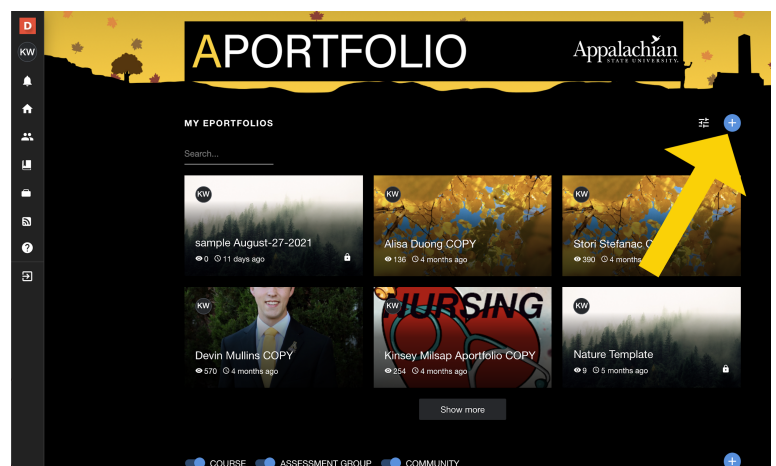 D
KW
APORTFOLIO
Appalachian
STATE UNIVERSITY
MY EPORTFOLIOS
Search...
KW
sample August-27-2021
0 11 days ago
KW
Alisa Duong COPY
136 4 months ago
KW
Stori Stefanac
390 4 months
KW
Devin Mullins COPY
570 4 months ago
NURSING
KW
Kinsey Milsap Aportfolio COPY
254 4 months ago
KW
Nature Template
9 5 months ago
Show more
COURSE ASSESSMENT GROUP COMMUNITY